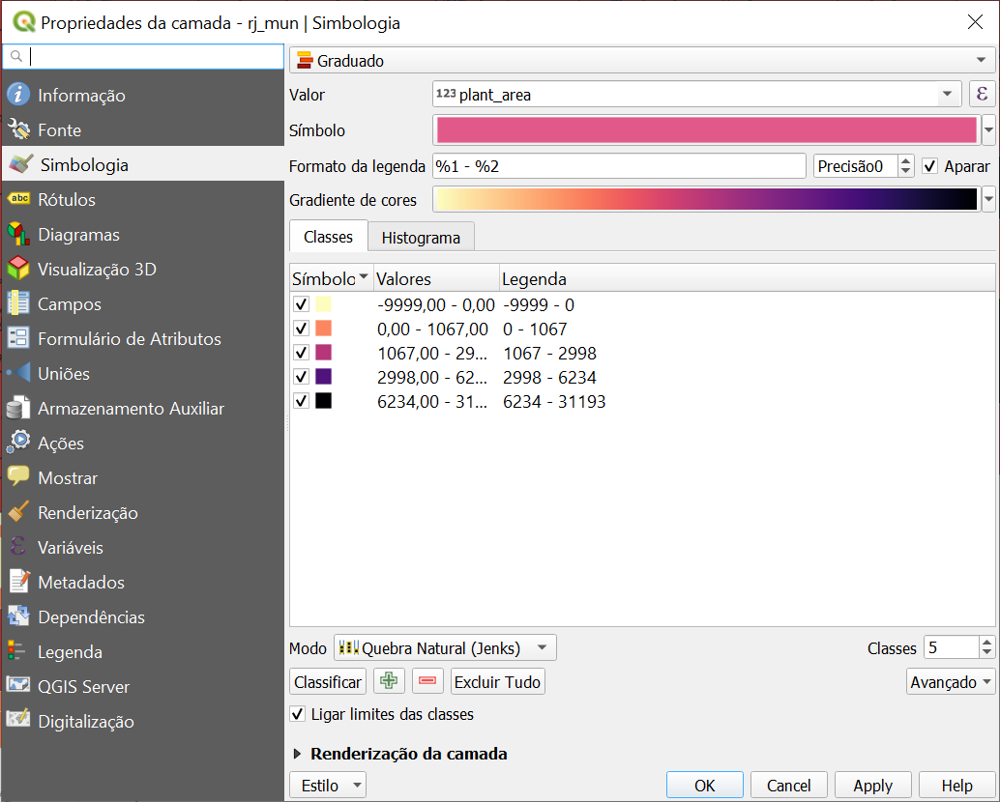 Propriedades da camada - rj_mun | Simbologia
Informação
Fonte
Simbologia
abc Rótulos
Diagramas
Visualização 3D
Campos
Formulário de Atributos
Uniões
Armazenamento Auxiliar
Ações
Mostrar
Renderização
Variáveis
Metadados
Dependências
Legenda
QGIS Server
Digitalização
Graduado
Valor 123 plant_area ε
Símbolo
Formato da legenda %1 - %2 Precisão0 Aparar
Gradiente de cores
Classes Histograma
Símbolo Valores Legenda
-9999,00 - 0,00 -9999 - 0
0,00 - 1067,00 0 - 1067
1067,00 - 29... 1067 - 2998
2998,00 - 62... 2998 - 6234
6234,00 - 31... 6234 - 31193
Modo Quebra Natural (Jenks) Classes 5
Classificar Excluir Tudo Avançado
Ligar limites das classes
Renderização da camada
Estilo OK Cancel Apply Help